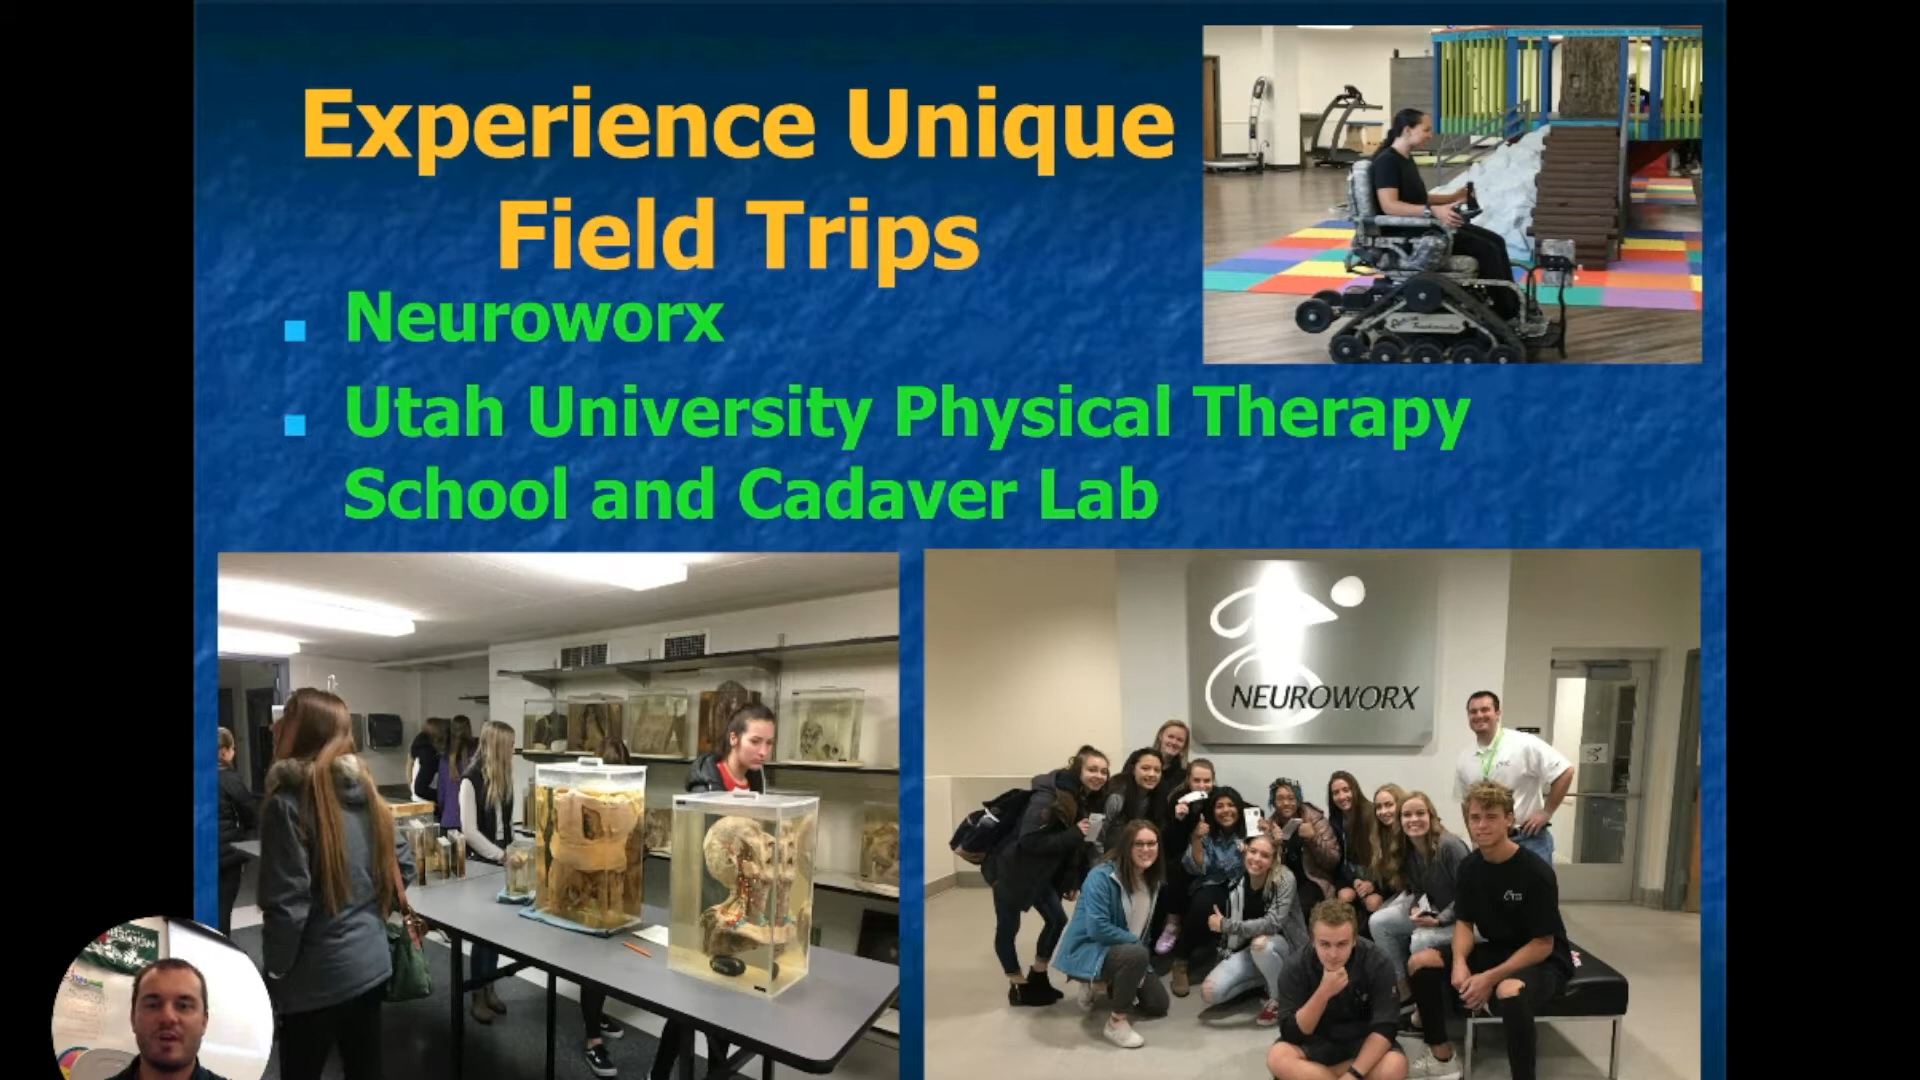 Experience Unique
Field Trips
Neuroworx
Utah University Physical Therapy
School and Cadaver Lab
NEUROWORX